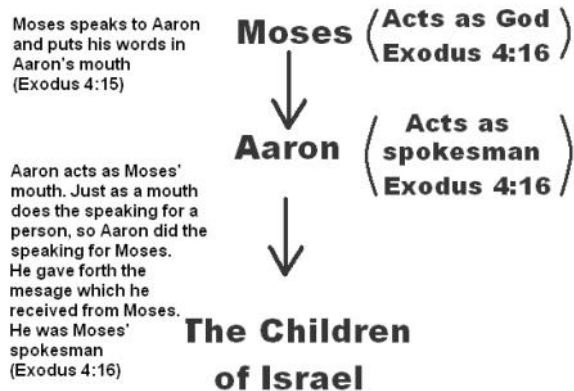 Moses speaks to Aaron
and puts his words in
Aaron's mouth
(Exodus 4:15)
Moses
(Acts as God
Exodus 4:16)
Aaron
(Acts as
spokesman
Exodus 4:16)
Aaron acts as Moses'
mouth. Just as a mouth
does the speaking for a
person, so Aaron did the
speaking for Moses.
He gave forth the
mesage which he
received from Moses.
He was Moses'
spokesman
(Exodus 4:16)
The Children
of Israel